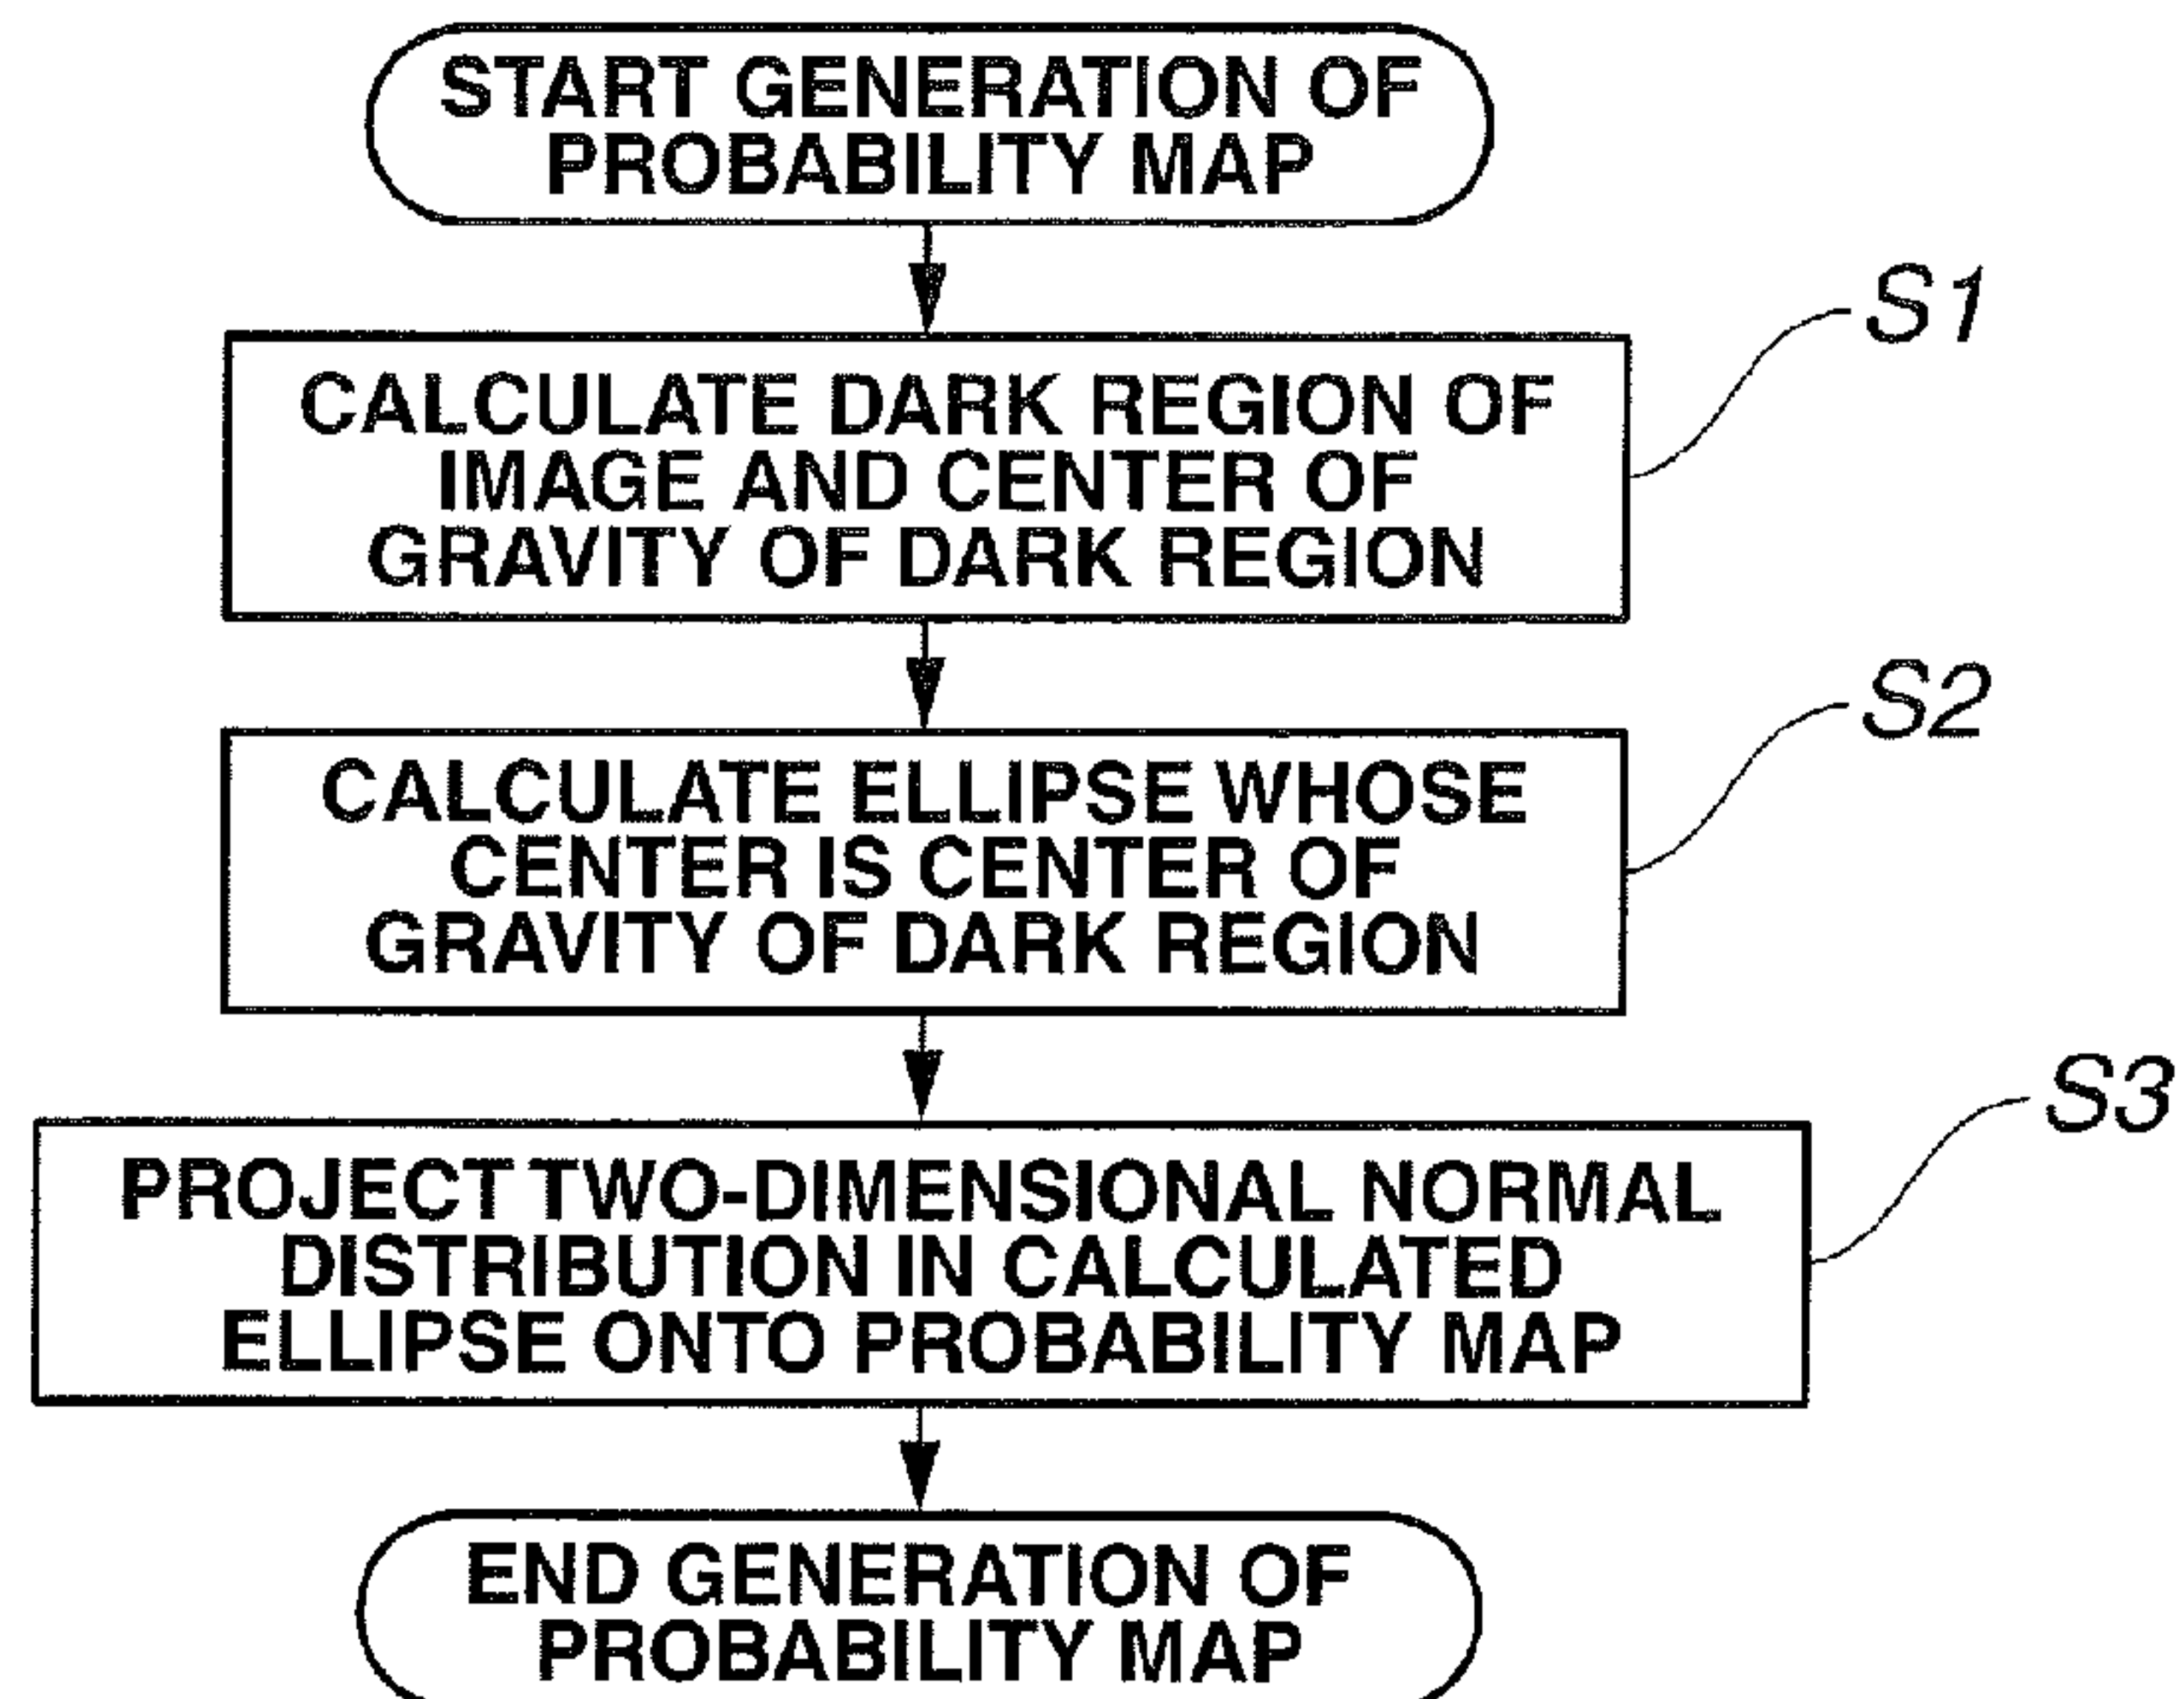 START GENERATION OF
PROBABILITY MAP
S1
CALCULATE DARK REGION OF
IMAGE AND CENTER OF
GRAVITY OF DARK REGION
S2
CALCULATE ELLIPSE WHOSE
CENTER IS CENTER OF
GRAVITY OF DARK REGION
S3
PROJECT TWO-DIMENSIONAL NORMAL
DISTRIBUTION IN CALCULATED
ELLIPSE ONTO PROBABILITY MAP
END GENERATION OF
PROBABILITY MAP